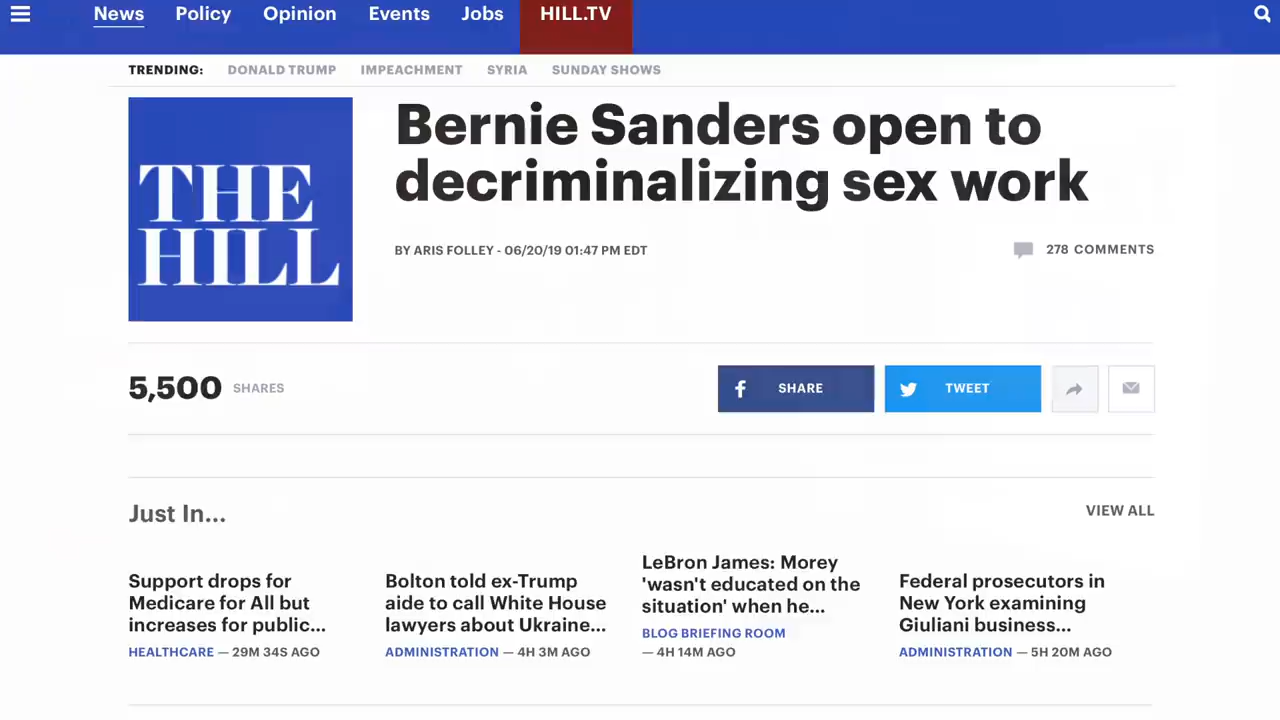 News Policy Opinion Events Jobs HILL.TV
TRENDING: DONALD TRUMP IMPEACHMENT SYRIA SUNDAY SHOWS
THE
HILL
Bernie Sanders open to
decriminalizing sex work
BY ARIS FOLLEY - 06/20/19 01:47 PM EDT
278 COMMENTS
5,500 SHARES
SHARE
TWEET
Just In...
VIEW ALL
Support drops for
Medicare for All but
increases for public...
HEALTHCARE — 29M 34S AGO
Bolton told ex-Trump
aide to call White House
lawyers about Ukraine...
ADMINISTRATION — 4H 3M AGO
LeBron James: Morey
'wasn't educated on the
situation' when he...
BLOG BRIEFING ROOM
— 4H 14M AGO
Federal prosecutors in
New York examining
Giuliani business...
ADMINISTRATION — 5H 20M AGO